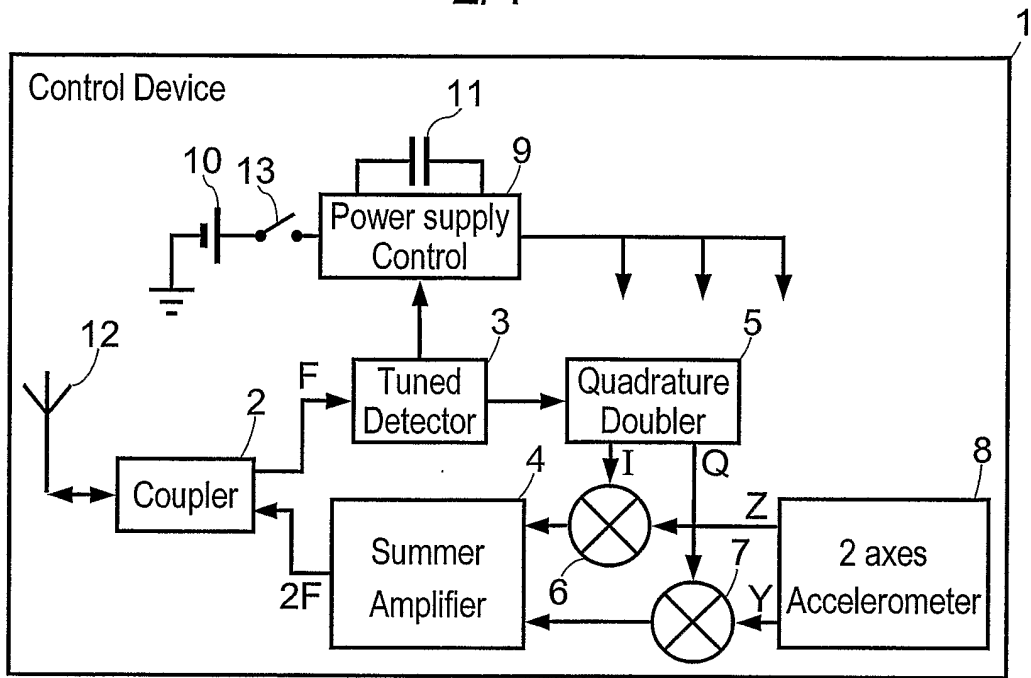 1
Control Device
11
10
13
9
Power supply
Control
12
3
5
F
Tuned
Detector
Quadrature
Doubler
2
4
I
Q
8
Coupler
Z
Summer
Amplifier
7
2 axes
Accelerometer
2F
6
Y